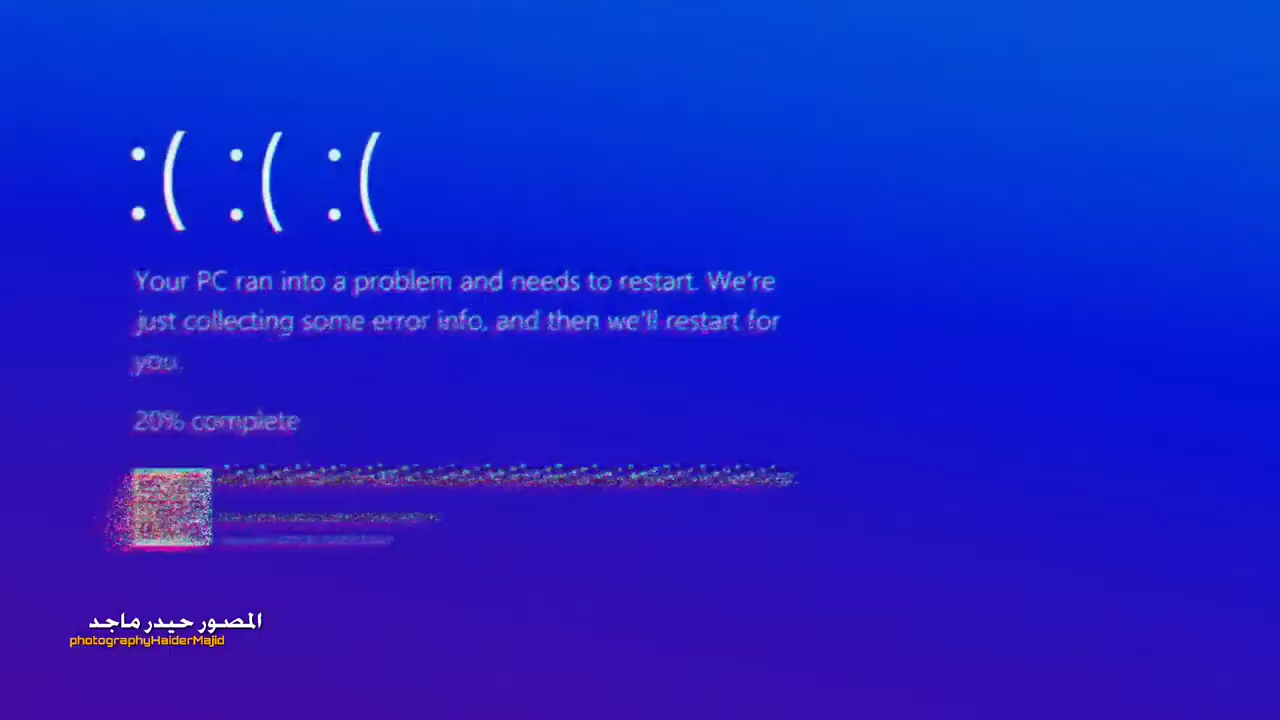 :( :( :(
Your PC ran into a problem and needs to restart. We're
just collecting some error info, and then we'll restart for
you.
20% complete
المصور حيدر ماجد
photographyHaiderMajid